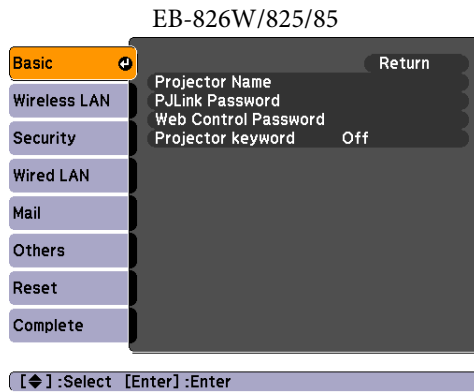 EB-826W/825/85
Basic
Return
Wireless LAN
Security
Wired LAN
Mail
Others
Reset
Complete
Projector Name
PJLink Password
Web Control Password
Projector keyword Off
[◆] :Select [Enter] :Enter